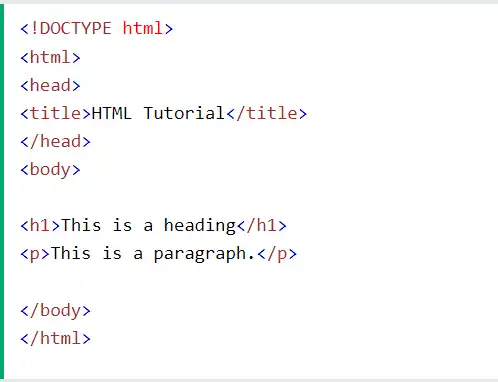 <!DOCTYPE html>
<html>
<head>
<title>HTML Tutorial</title>
</head>
<body>
<h1>This is a heading</h1>
<p>This is a paragraph.</p>
</body>
</html>